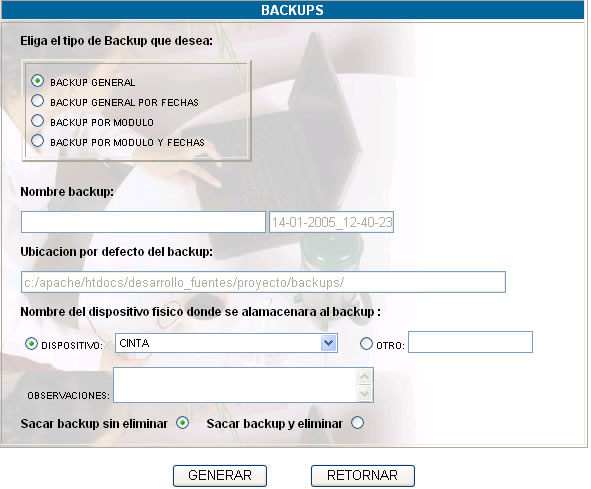 BACKUPS
Eliga el tipo de Backup que desea:
BACKUP GENERAL
BACKUP GENERAL POR FECHAS
BACKUP POR MODULO
BACKUP POR MODULO Y FECHAS
Nombre backup:
14-01-2005_12-40-23
Ubicacion por defecto del backup:
c:/apache/htdocs/desarrollo_fuentes/proyecto/backups/
Nombre del dispositivo fisico donde se alamacenara al backup :
DISPOSITIVO: CINTA OTRO:
OBSERVACIONES:
Sacar backup sin eliminar Sacar backup y eliminar
GENERAR RETORNAR